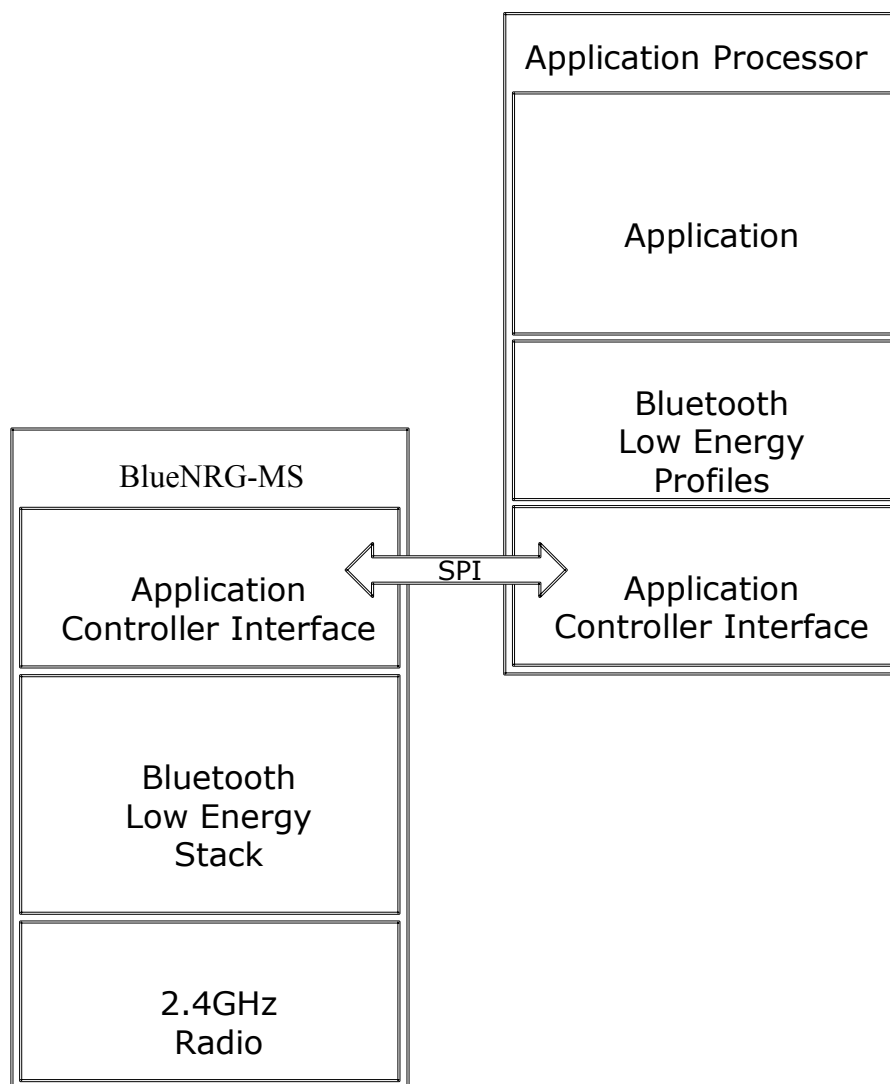 Application Processor
Application
Bluetooth
Low Energy
Profiles
BlueNRG-MS
Application
Controller Interface
SPI
Application
Controller Interface
Bluetooth
Low Energy
Stack
2.4GHz
Radio